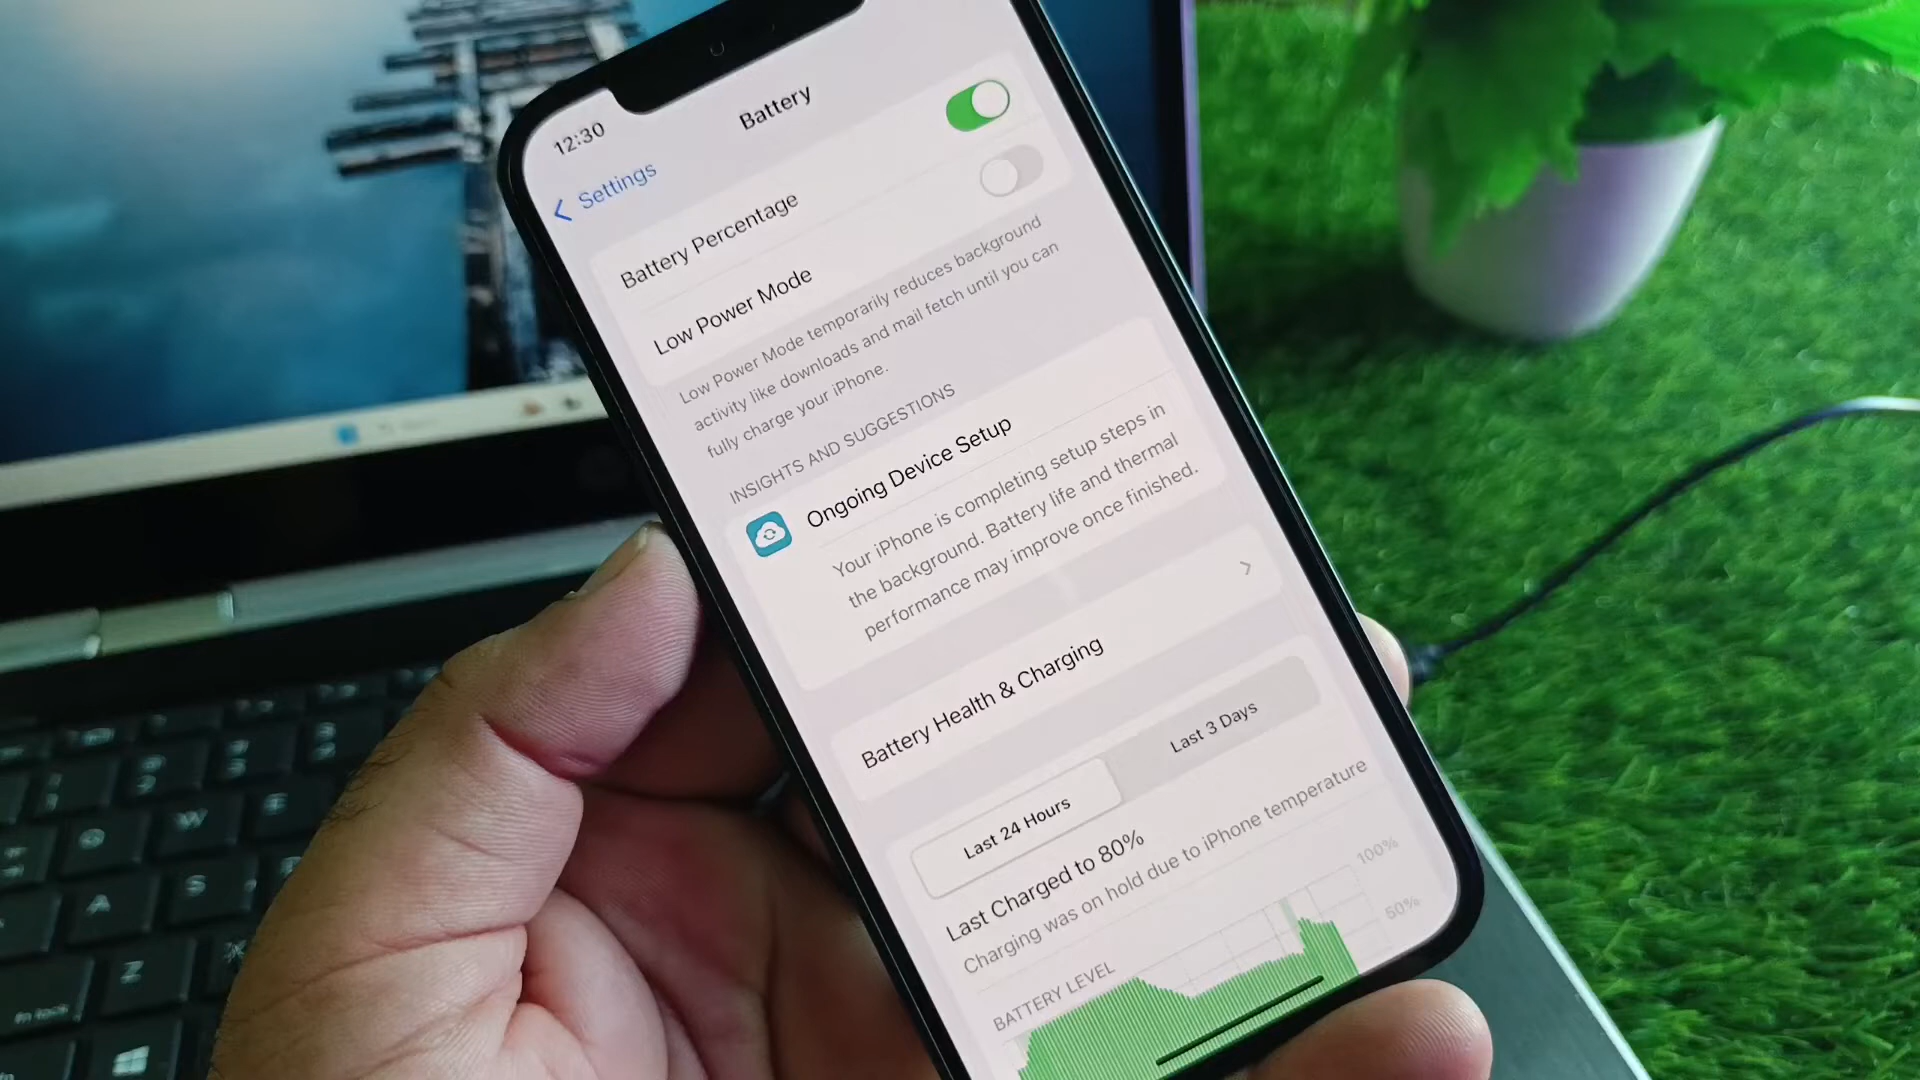 12:30
Settings
Battery
Battery Percentage
Low Power Mode
Low Power Mode temporarily reduces background
activity like downloads and mail fetch until you can
fully charge your iPhone.
INSIGHTS AND SUGGESTIONS
Ongoing Device Setup
Your iPhone is completing setup steps in
the background. Battery life and thermal
performance may improve once finished.
Battery Health & Charging
Last 24 Hours
Last 3 Days
Last Charged to 80%
Charging was on hold due to iPhone temperature
BATTERY LEVEL
100%
50%
W
A
S
Z
fn lock